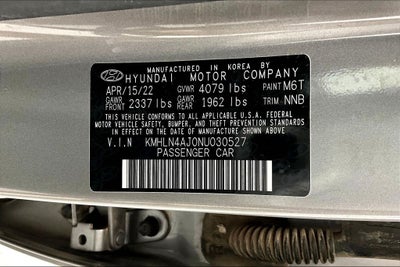 MANUFACTURED IN KOREA BY
HYUNDAI MOTOR COMPANY
APR/15/22 GVWR 4079 lbs PAINT M6T
GAWR FRONT 2337 lbs GAWR REAR 1962 lbs TRIM NNB
THIS VEHICLE CONFORMS TO ALL APPLICABLE U.S.A. FEDERAL
MOTOR VEHICLE SAFETY, BUMPER, AND THEFT PREVENTION
STANDARDS IN EFFECT ON THE DATE OF MANUFACTURE SHOWN ABOVE.
V.I.N KMHLN4AJ0NU030527
PASSENGER CAR